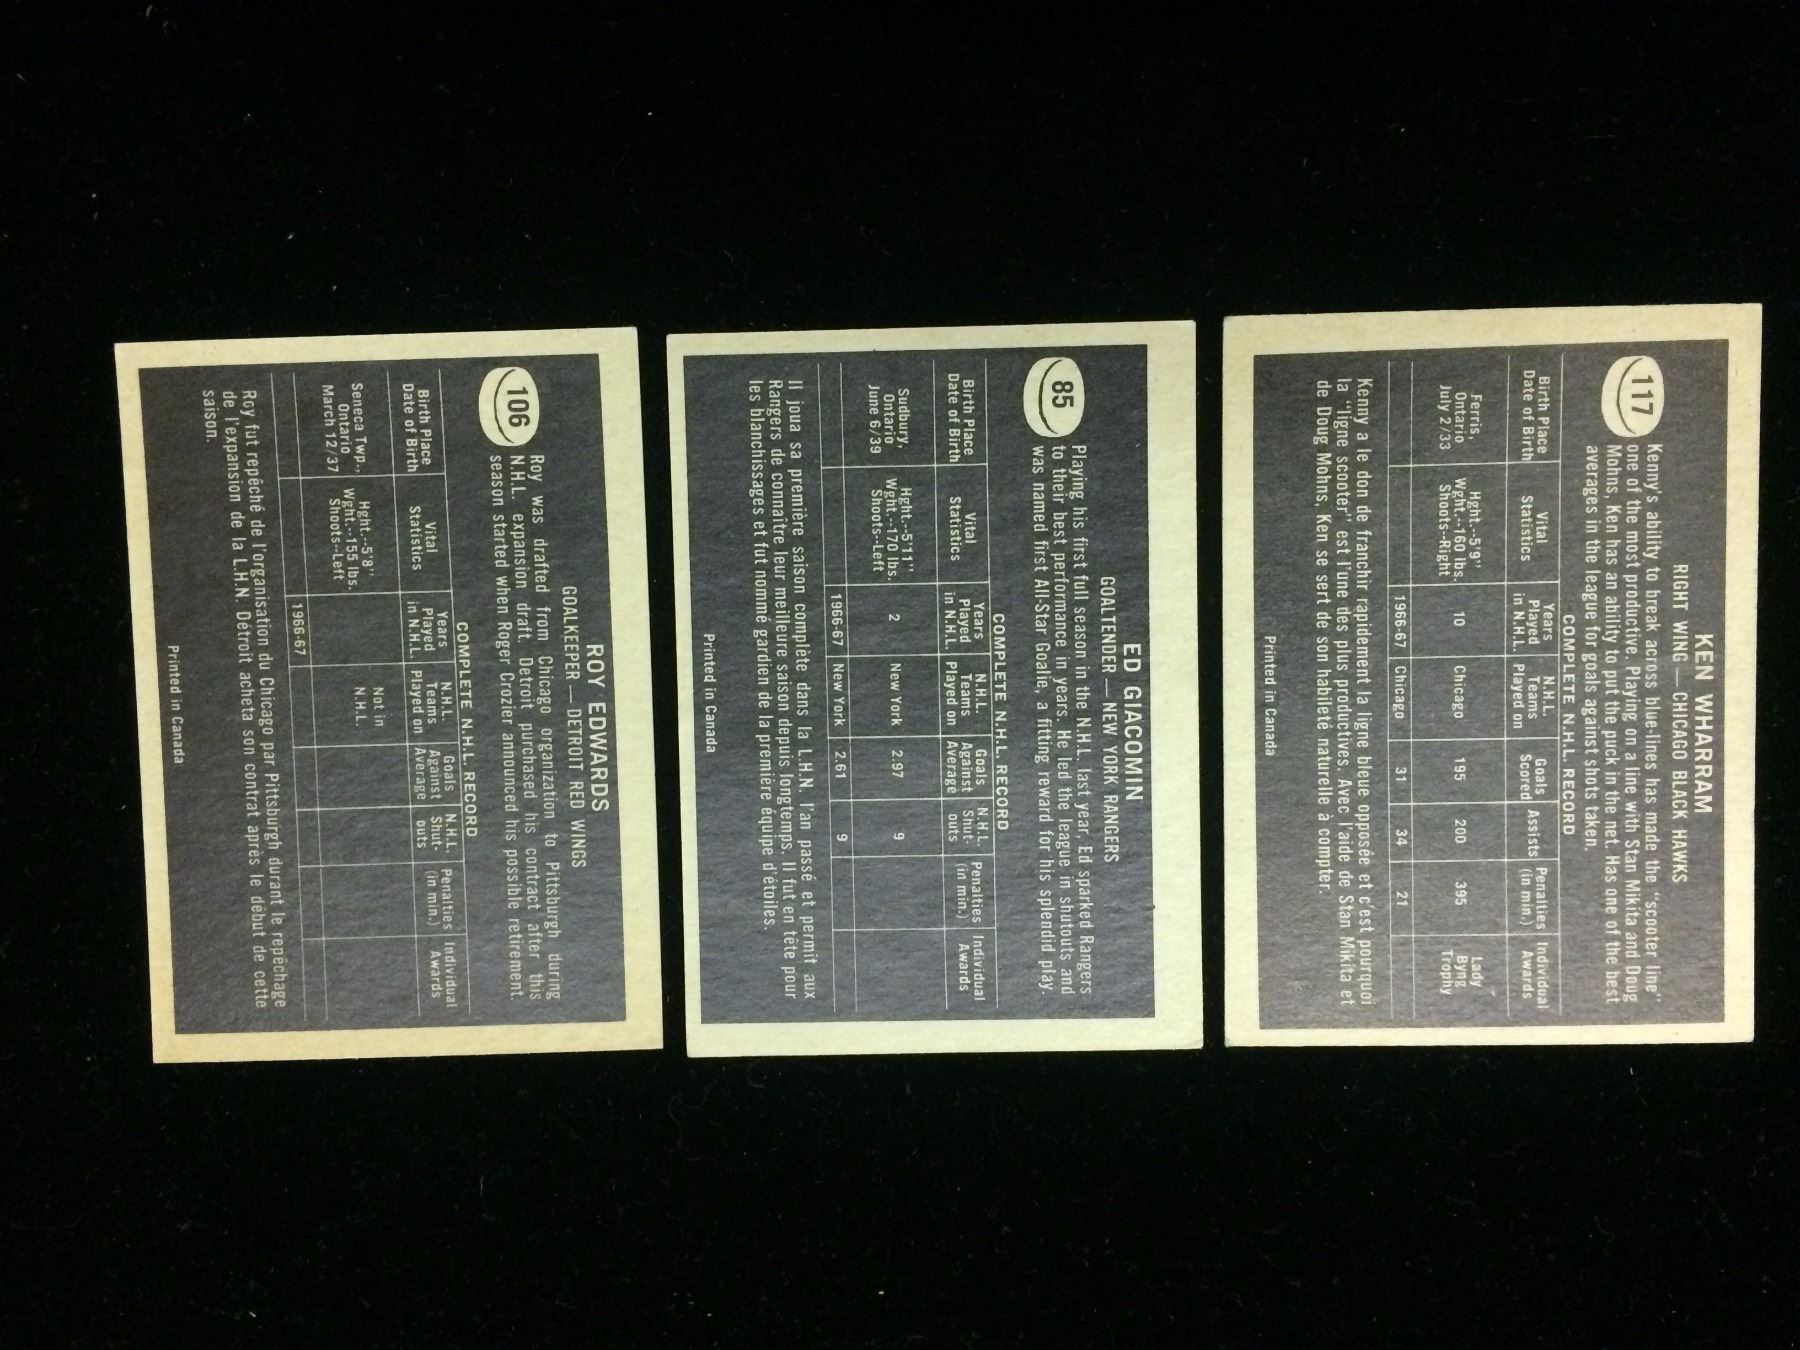 KEN WHARRAM
RIGHT WING — CHICAGO BLACK HAWKS
117
Kenny's ability to break across blue-lines has made the "scooter line"
one of the most productive. Playing on a line with Stan Mikita and Doug
Mohns, Ken has an ability to put the puck in the net. Has one of the best
averages in the league for goals against shots taken.
COMPLETE N.H.L. RECORD
Birth Place Date of Birth Vital Statistics Years Played in N.H.L. N.H.L. Teams Played on Goals Scored Assists Penalties (in min.) Individual Awards
Ferris, Ontario July 2/33 Hght.--5'9" Wght.--160 lbs. Shoots--Right 10 Chicago 195 200 395 Lady Byng Trophy
1966-67 Chicago 31 34 21
Kenny a le don de franchir rapidement la ligne bleue opposée et c'est pourquoi
la "ligne scooter" est l'une des plus productives. Avec l'aide de Stan Mikita et
de Doug Mohns, Ken se sert de son habileté naturelle à compter.
Printed in Canada
ED GIACOMIN
GOALTENDER — NEW YORK RANGERS
85
Playing his first full season in the N.H.L. last year, Ed sparked Rangers
to their best performance in years. He led the league in shutouts and
was named first All-Star Goalie, a fitting reward for his splendid play.
COMPLETE N.H.L. RECORD
Birth Place Date of Birth Vital Statistics Years Played in N.H.L. N.H.L. Teams Played on Goals Against Average N.H.L. Shut-outs Penalties (in min.) Individual Awards
Sudbury, Ontario June 6/39 Hght.--5'11" Wght.--170 lbs. Shoots--Left 2 New York 2.97 9
1966-67 New York 2.61 9
Il joua sa première saison complète dans la L.H.N. l'an passé et permit aux
Rangers de connaître leur meilleure saison depuis longtemps. Il fut en tête pour
les blanchissages et fut nommé gardien de la première équipe d'étoiles.
Printed in Canada
ROY EDWARDS
GOALKEEPER — DETROIT RED WINGS
106
Roy was drafted from Chicago organization to Pittsburgh during
N.H.L. expansion draft. Detroit purchased his contract after this
season started when Roger Crozier announced his possible retirement.
COMPLETE N.H.L. RECORD
Birth Place Date of Birth Vital Statistics Years Played in N.H.L. N.H.L. Teams Played on Goals Against Average N.H.L. Shut-outs Penalties (in min.) Individual Awards
Seneca Twp., Ontario March 12/37 Hght.--5'8" Wght.--155 lbs. Shoots--Left Not in N.H.L.
1966-67
Roy fut repêché de l'organisation du Chicago par Pittsburgh durant le repêchage
de l'expansion de la L.H.N. Détroit acheta son contrat après le début de cette
saison.
Printed in Canada